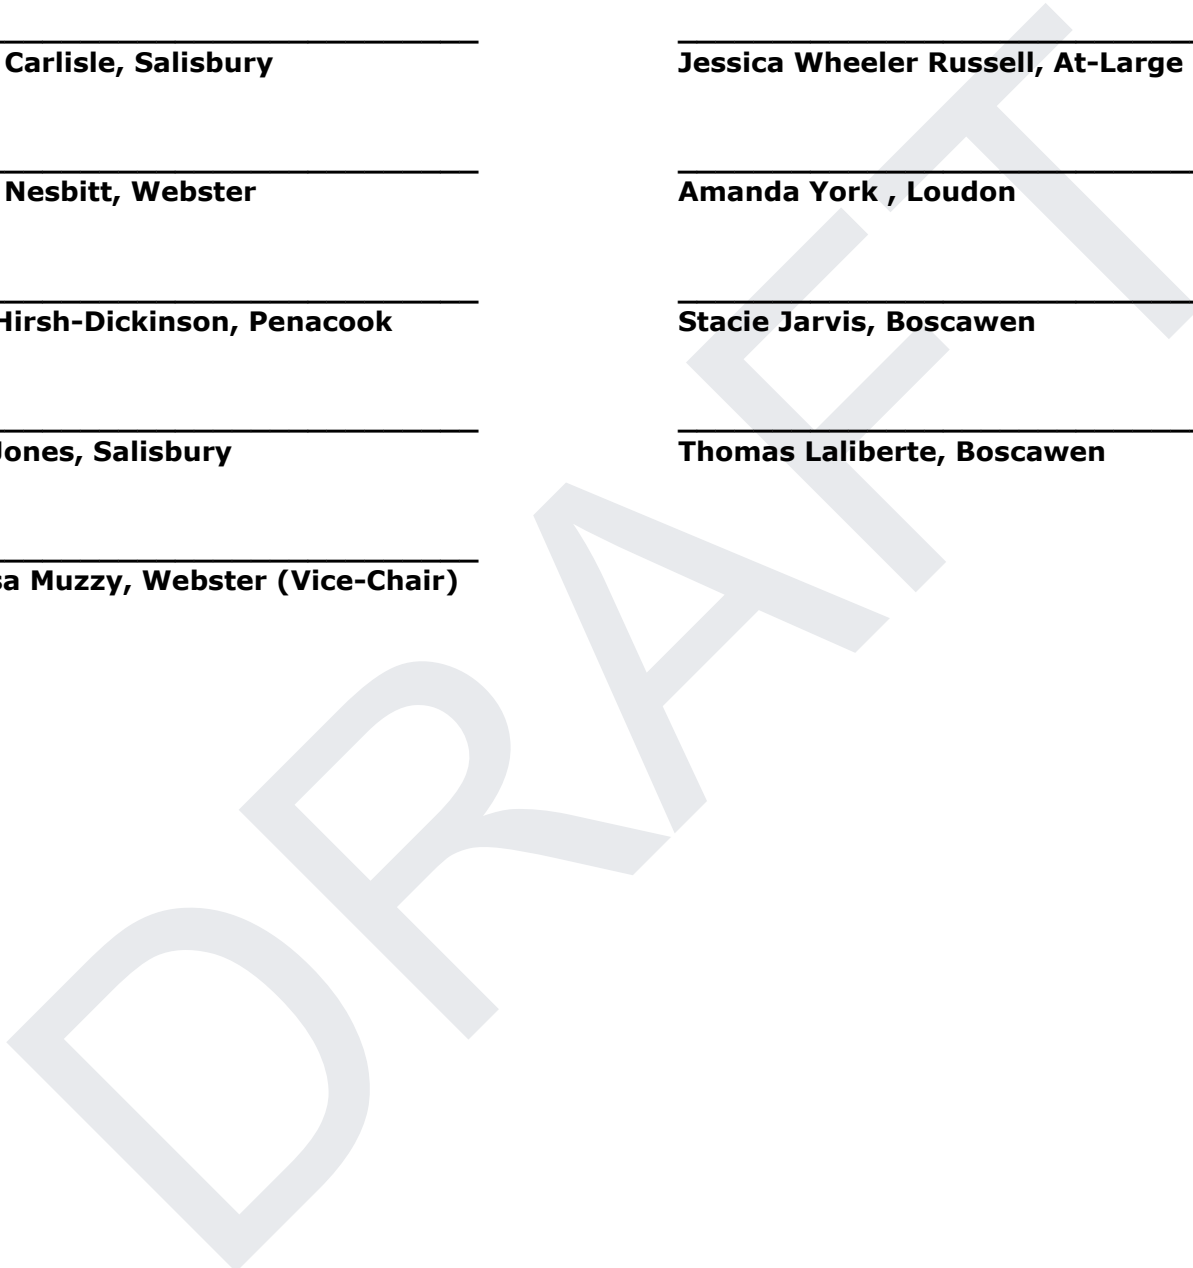 Carlisle, Salisbury
Jessica Wheeler Russell, At-Large
Nesbitt, Webster
Amanda York , Loudon
Hirsh-Dickinson, Penacook
Stacie Jarvis, Boscawen
Jones, Salisbury
Thomas Laliberte, Boscawen
sa Muzzy, Webster (Vice-Chair)
DRAFT